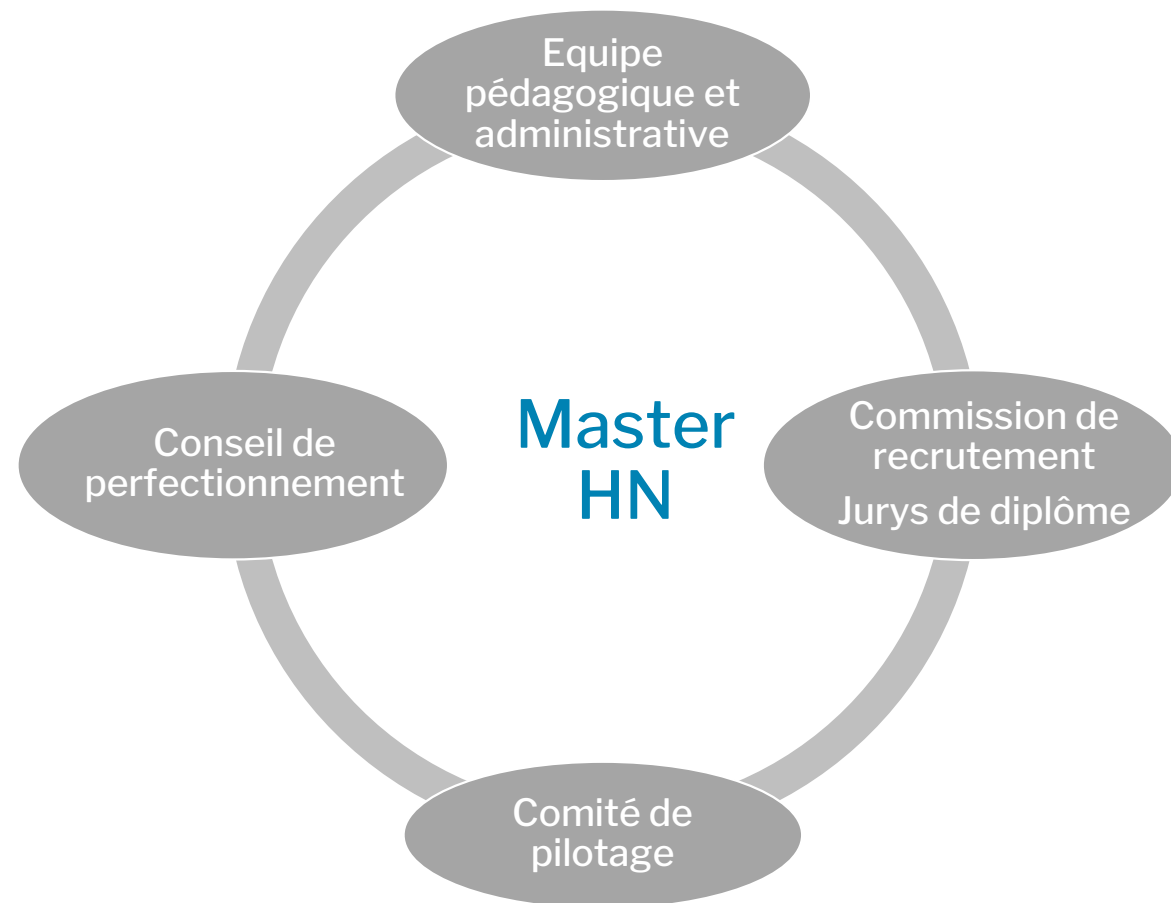 Equipe
pédagogique et
administrative
Conseil de
perfectionnement
Master
HN
Commission de
recrutement
Jurys de diplôme
Comité de
pilotage